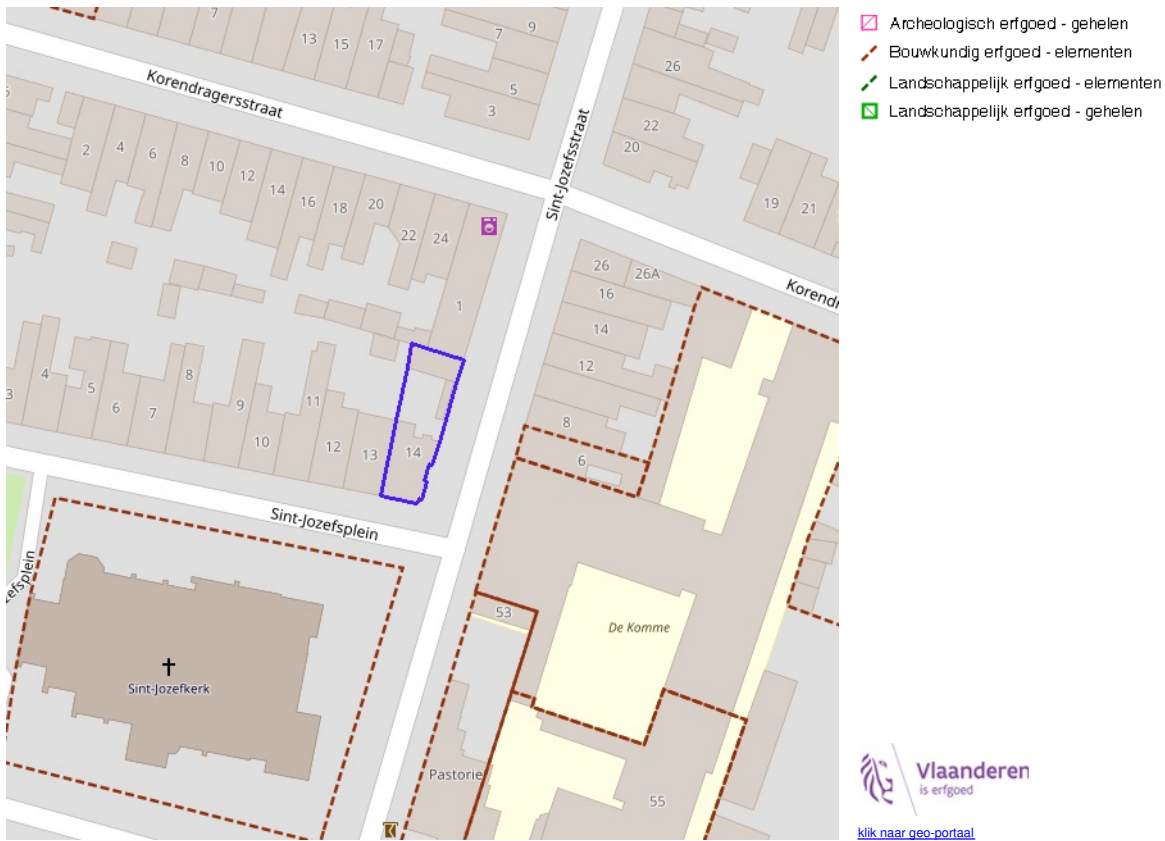 7
13
15
17
7
9
5
3
26
22
20
19
21
Archeologisch erfgoed - gehelen
Bouwkundig erfgoed - elementen
Landschappelijk erfgoed - elementen
Landschappelijk erfgoed - gehelen
Korendragersstraat
Sint-Jozefsstraat
2
4
6
8
10
12
14
16
18
20
22
24
1
26
26A
16
14
12
8
6
Korendr
3
4
5
6
7
8
9
10
11
12
13
14
Sint-Jozefsplein
zefsplein
53
De Komme
Sint-Jozefkerk
Pastorie
55
Vlaanderen
is erfgoed
klik naar geo-portaal